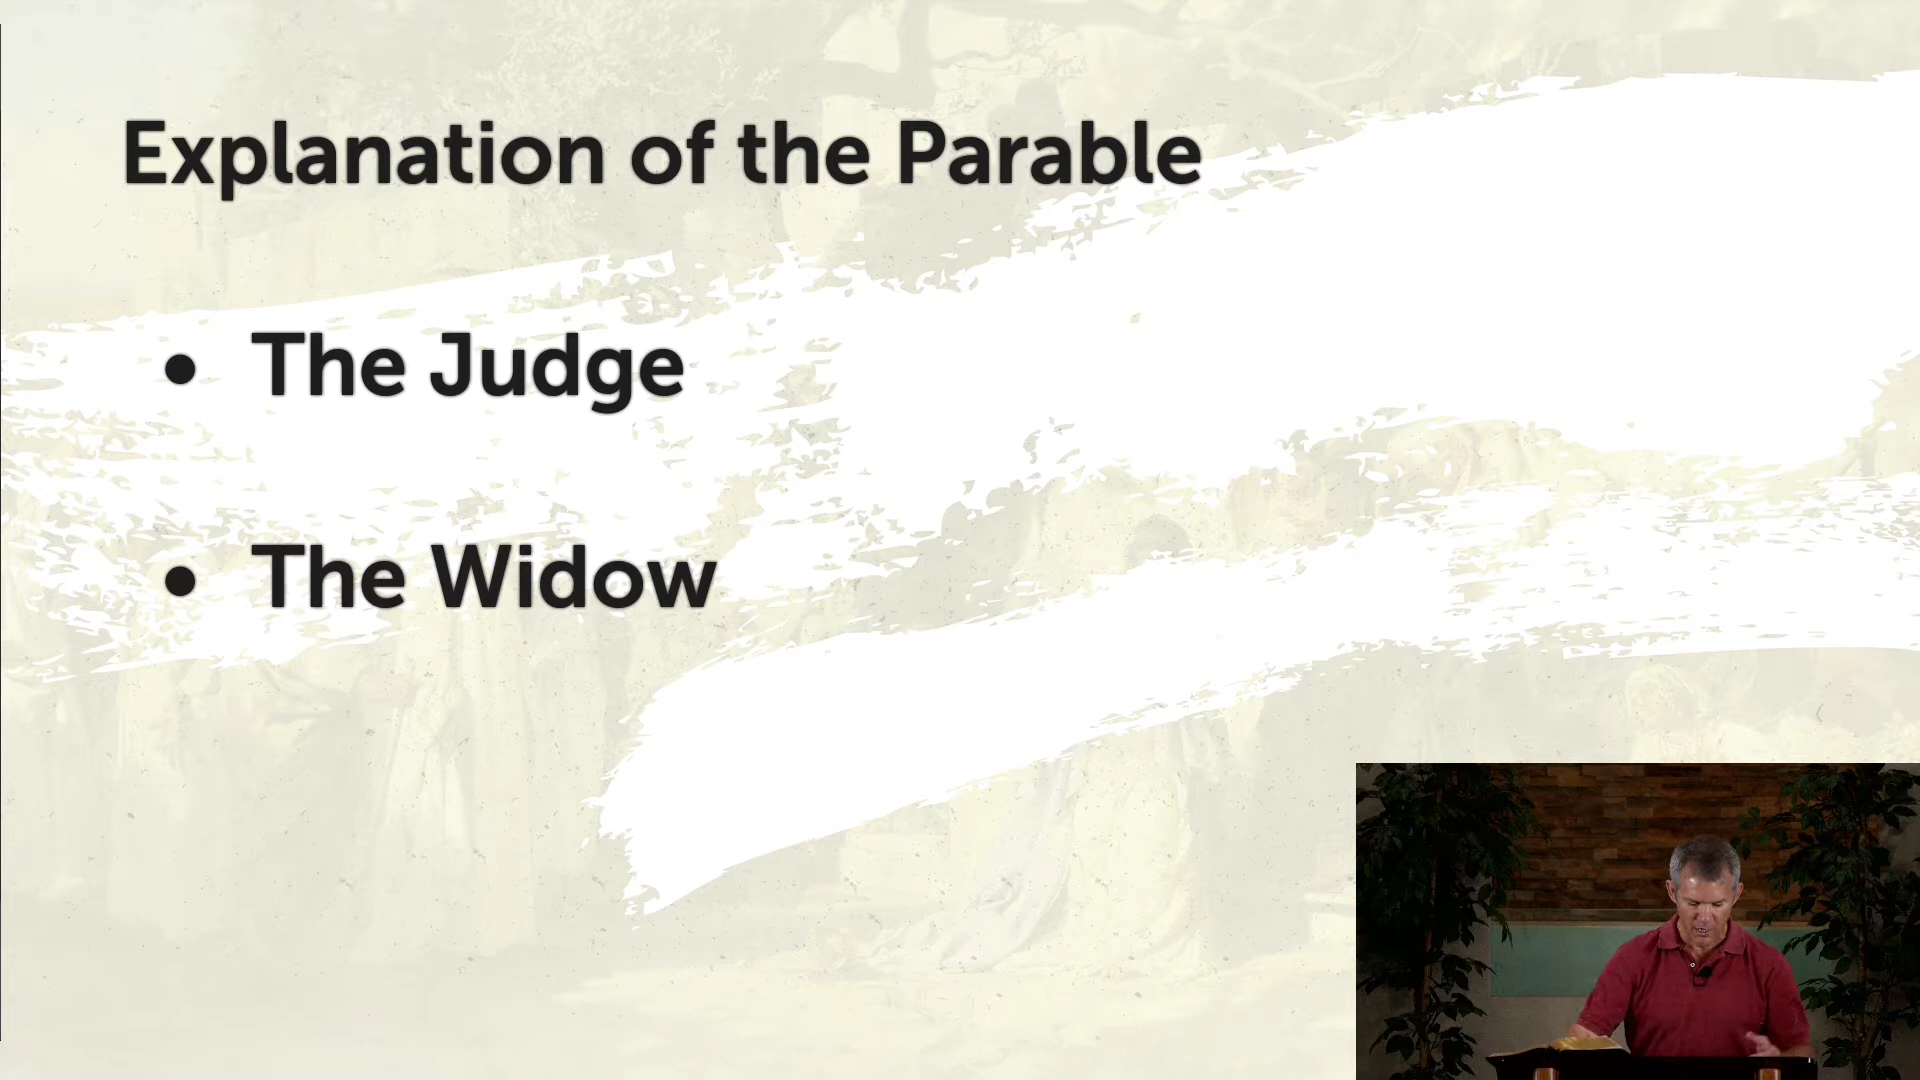 Explanation of the Parable
• The Judge
• The Widow